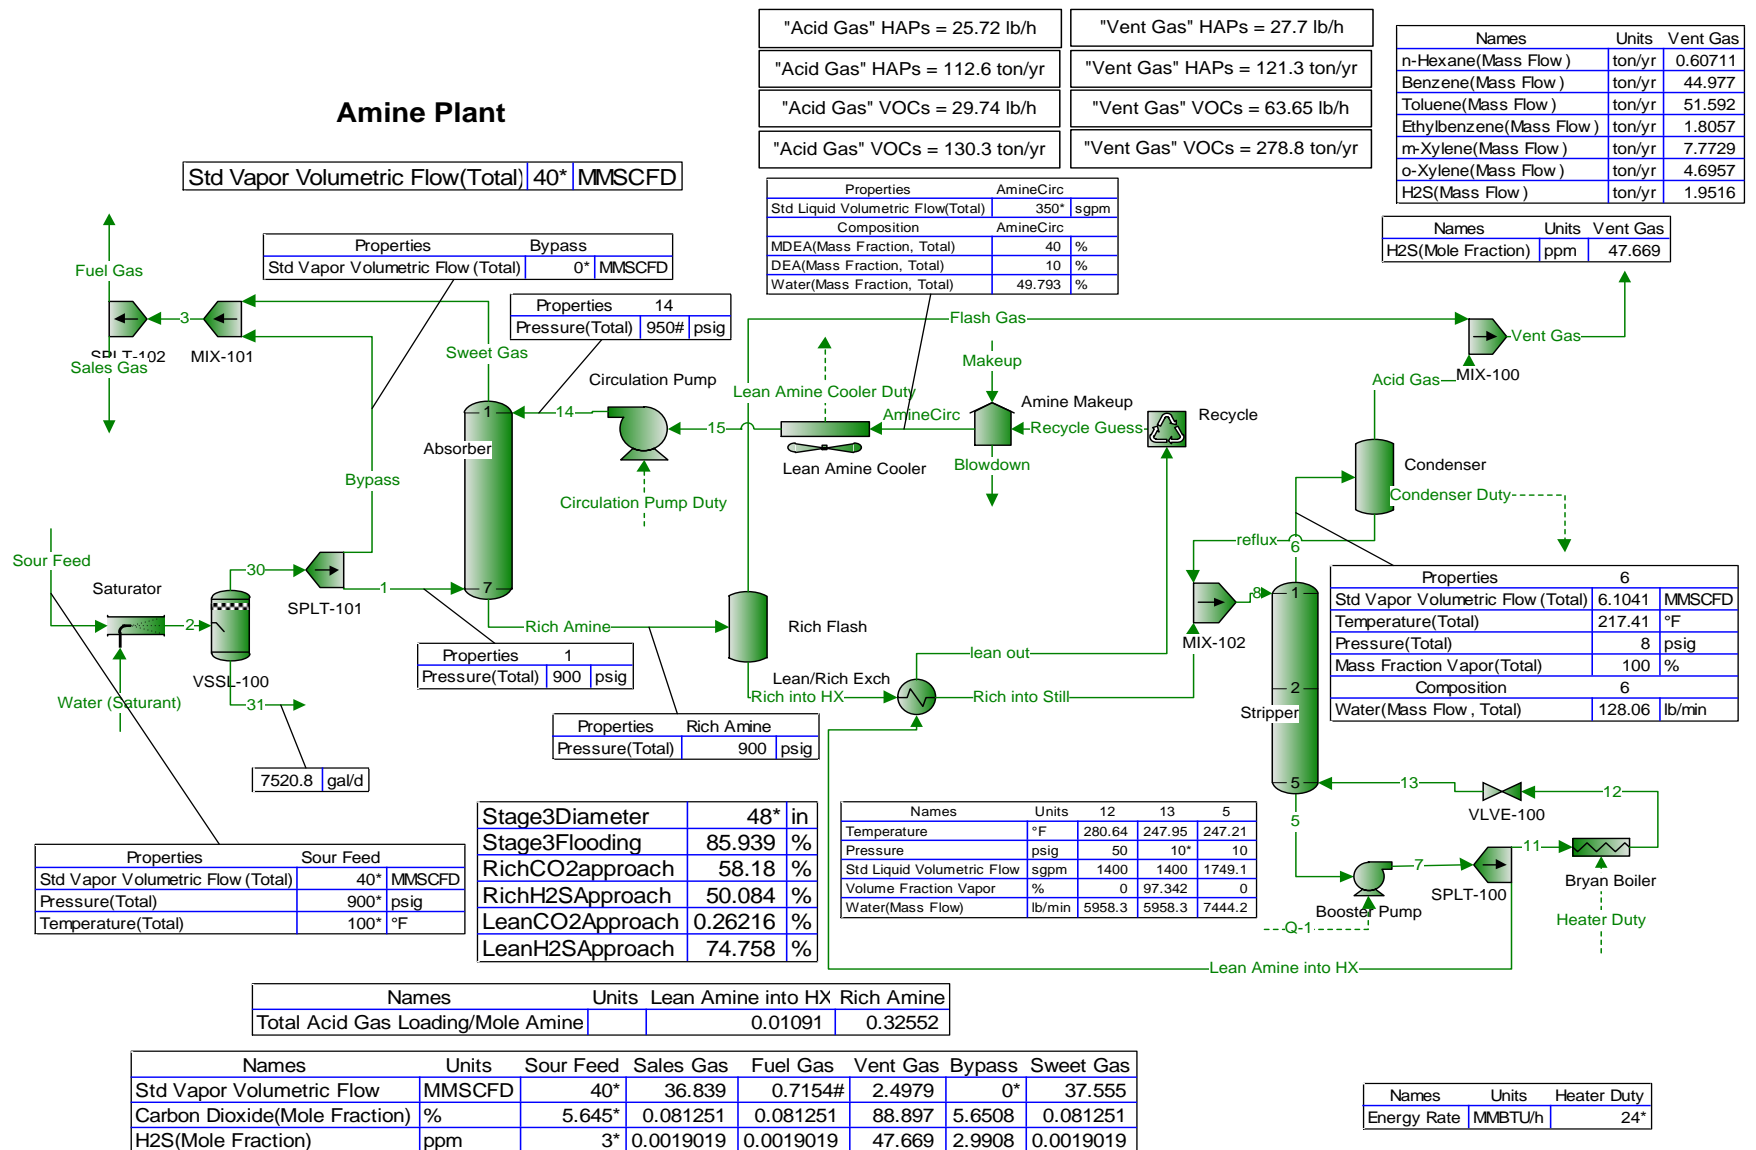 "Acid Gas" HAPs = 25.72 lb/h
"Vent Gas" HAPs = 27.7 lb/h
"Acid Gas" HAPs = 112.6 ton/yr
"Vent Gas" HAPs = 121.3 ton/yr
"Acid Gas" VOCs = 29.74 lb/h
"Vent Gas" VOCs = 63.65 lb/h
"Acid Gas" VOCs = 130.3 ton/yr
"Vent Gas" VOCs = 278.8 ton/yr
Names Units Vent Gas
n-Hexane(Mass Flow) ton/yr 0.60711
Benzene(Mass Flow) ton/yr 44.977
Toluene(Mass Flow) ton/yr 51.592
Ethylbenzene(Mass Flow) ton/yr 1.8057
m-Xylene(Mass Flow) ton/yr 7.7729
o-Xylene(Mass Flow) ton/yr 4.6957
H2S(Mass Flow) ton/yr 1.9516
Names Units Vent Gas
H2S(Mole Fraction) ppm 47.669
Amine Plant
Std Vapor Volumetric Flow(Total) 40* MMSCFD
Properties AmineCirc
Std Liquid Volumetric Flow(Total) 350* sgpm
Composition AmineCirc
MDEA(Mass Fraction, Total) 40 %
DEA(Mass Fraction, Total) 10 %
Water(Mass Fraction, Total) 49.793 %
Properties Bypass
Std Vapor Volumetric Flow (Total) 0* MMSCFD
Properties 14
Pressure(Total) 950# psig
Fuel Gas
3
SPLT-102
MIX-101
Sales Gas
Sweet Gas
Bypass
1
Absorber
7
14
Circulation Pump
Circulation Pump Duty
15
Lean Amine Cooler Duty
Lean Amine Cooler
AmineCirc
Flash Gas
Makeup
Amine Makeup
Blowdown
Recycle Guess
Recycle
MIX-100
Vent Gas
Acid Gas
Condenser
Condenser Duty
reflux
6
Sour Feed
Saturator
2
Water (Saturant)
30
VSSL-100
31
SPLT-101
1
Rich Amine
Rich Flash
Lean/Rich Exch
Rich into HX
lean out
Rich into Still
MIX-102
8
1
2
Stripper
5
Properties 1
Pressure(Total) 900 psig
Properties Rich Amine
Pressure(Total) 900 psig
7520.8 gal/d
Properties 6
Std Vapor Volumetric Flow (Total) 6.1041 MMSCFD
Temperature(Total) 217.41 °F
Pressure(Total) 8 psig
Mass Fraction Vapor(Total) 100 %
Composition 6
Water(Mass Flow, Total) 128.06 lb/min
13
VLVE-100
12
5
7
11
Booster Pump
Q-1
SPLT-100
Bryan Boiler
Heater Duty
Lean Amine into HX
Properties Sour Feed
Std Vapor Volumetric Flow (Total) 40* MMSCFD
Pressure(Total) 900* psig
Temperature(Total) 100* °F
Stage3Diameter 48* in
Stage3Flooding 85.939 %
RichCO2approach 58.18 %
RichH2Sapproach 50.084 %
LeanCO2Approach 0.26216 %
LeanH2SApproach 74.758 %
Names Units 12 13 5
Temperature °F 280.64 247.95 247.21
Pressure psig 50 10* 10
Std Liquid Volumetric Flow sgpm 1400 1400 1749.1
Volume Fraction Vapor % 0 97.342 0
Water(Mass Flow) lb/min 5958.3 5958.3 7444.2
Names Units Lean Amine into HX Rich Amine
Total Acid Gas Loading/Mole Amine 0.01091 0.32552
Names Units Sour Feed Sales Gas Fuel Gas Vent Gas Bypass Sweet Gas
Std Vapor Volumetric Flow MMSCFD 40* 36.839 0.7154# 2.4979 0* 37.555
Carbon Dioxide(Mole Fraction) % 5.645* 0.081251 0.081251 88.897 5.6508 0.081251
H2S(Mole Fraction) ppm 3* 0.0019019 0.0019019 47.669 2.9908 0.0019019
Names Units Heater Duty
Energy Rate MMBTU/h 24*